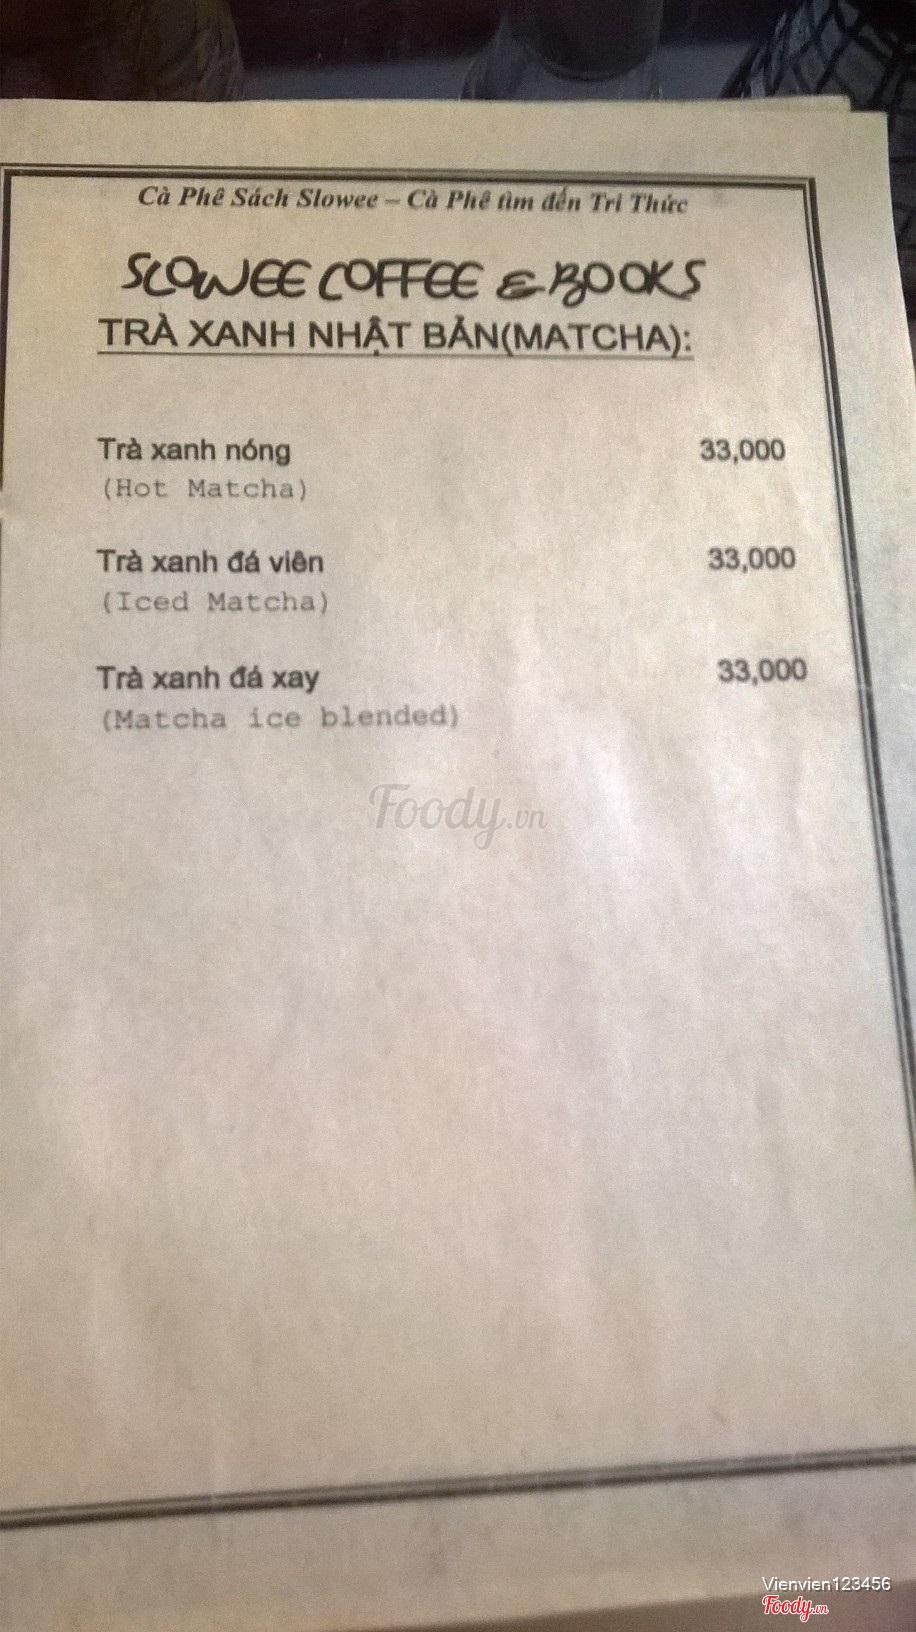 Cà Phê Sách Slowee – Cà Phê tìm đến Tri Thức
SLOWEE COFFEE & BOOKS
TRÀ XANH NHẬT BẢN(MATCHA):
Trà xanh nóng 33,000
(Hot Matcha)
Trà xanh đá viên 33,000
(Iced Matcha)
Trà xanh đá xay 33,000
(Matcha ice blended)
Foody.vn
Vienvien123456
Foody.vn